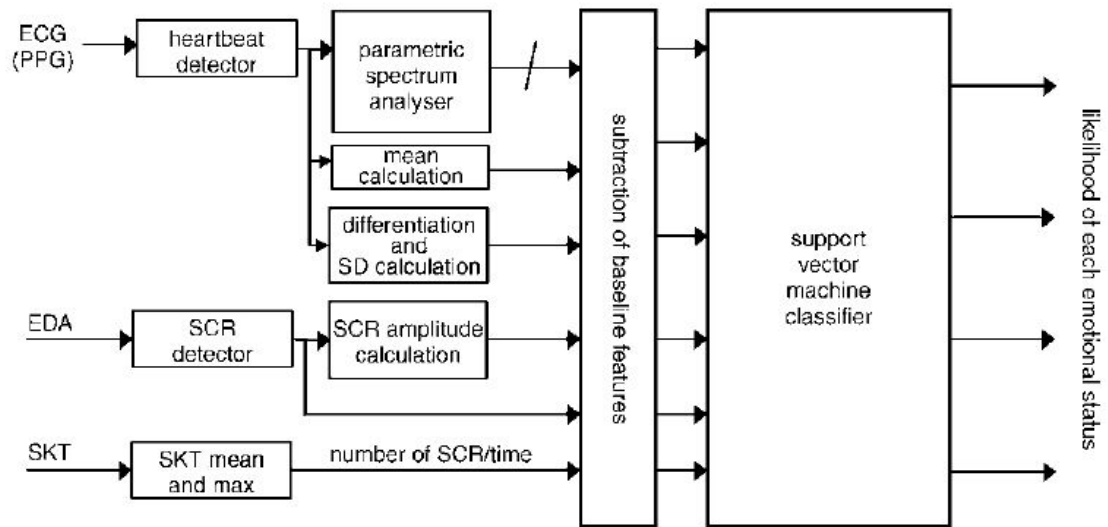 ECG
(PPG)
heartbeat
detector
parametric
spectrum
analyser
mean
calculation
differentiation
and
SD calculation
EDA
SCR
detector
SCR amplitude
calculation
SKT
SKT mean
and max
number of SCR/time
subtraction of baseline features
support
vector
machine
classifier
likelihood of each emotional status